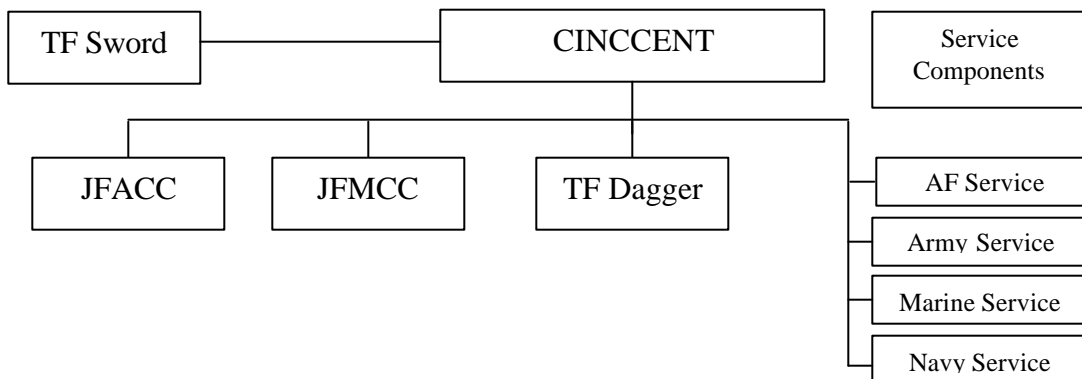 TF Sword
CINCCENT
Service
Components
JFACC
JFMCC
TF Dagger
AF Service
Army Service
Marine Service
Navy Service